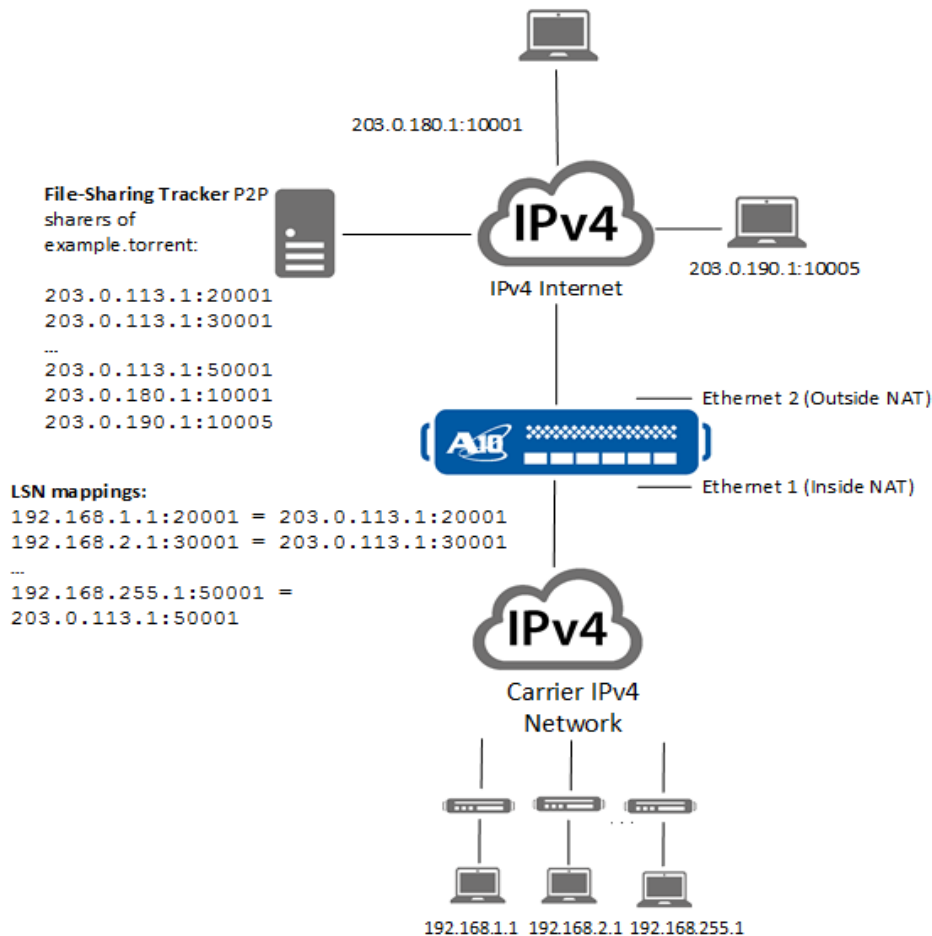 203.0.180.1:10001
File-Sharing Tracker P2P
sharers of
example.torrent:
203.0.113.1:20001
203.0.113.1:30001
...
203.0.113.1:50001
203.0.180.1:10001
203.0.190.1:10005
IPv4
IPv4 Internet
203.0.190.1:10005
Ethernet 2 (Outside NAT)
A10
Ethernet 1 (Inside NAT)
LSN mappings:
192.168.1.1:20001 = 203.0.113.1:20001
192.168.2.1:30001 = 203.0.113.1:30001
...
192.168.255.1:50001 =
203.0.113.1:50001
IPv4
Carrier IPv4
Network
...
192.168.1.1 192.168.2.1 192.168.255.1